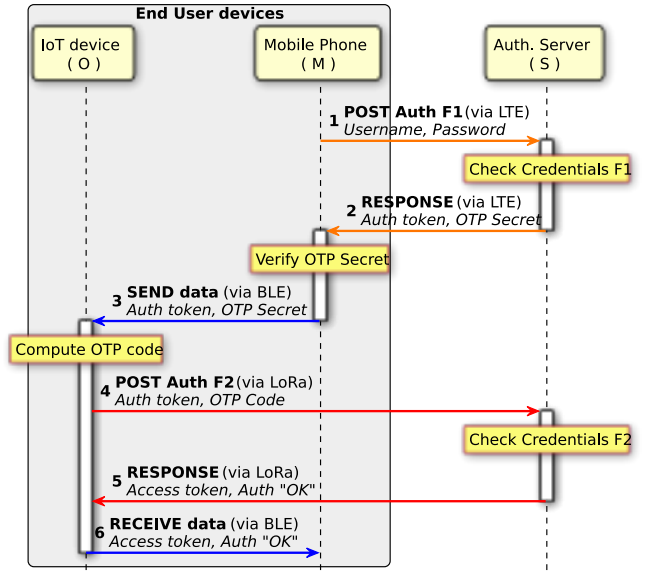 End User devices
IoT device
( O )
Mobile Phone
( M )
Auth. Server
( S )
1 POST Auth F1 (via LTE)
Username, Password
Check Credentials F1
2 RESPONSE (via LTE)
Auth token, OTP Secret
Verify OTP Secret
3 SEND data (via BLE)
Auth token, OTP Secret
Compute OTP code
4 POST Auth F2 (via LoRa)
Auth token, OTP Code
Check Credentials F2
5 RESPONSE (via LoRa)
Access token, Auth "OK"
6 RECEIVE data (via BLE)
Access token, Auth "OK"